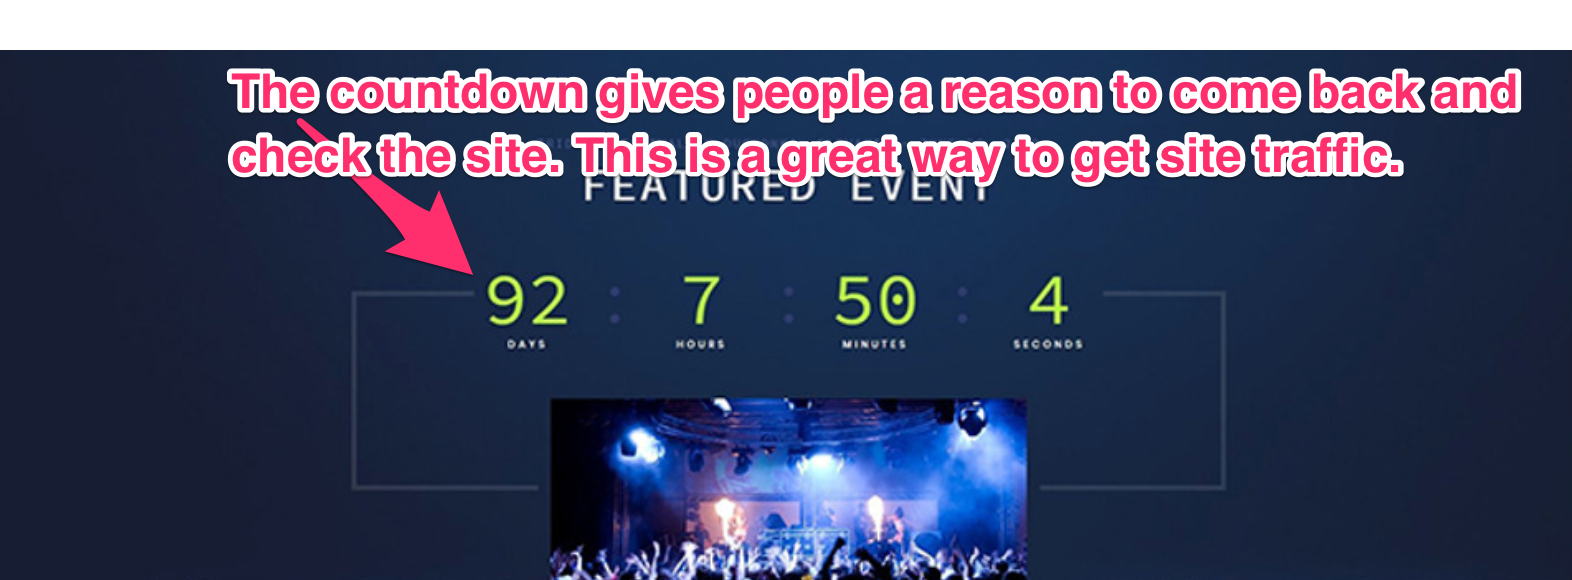 The countdown gives people a reason to come back and
check the site. This is a great way to get site traffic.
FEATURED EVENT
92 : 7 : 50 : 4
DAYS HOURS MINUTES SECONDS